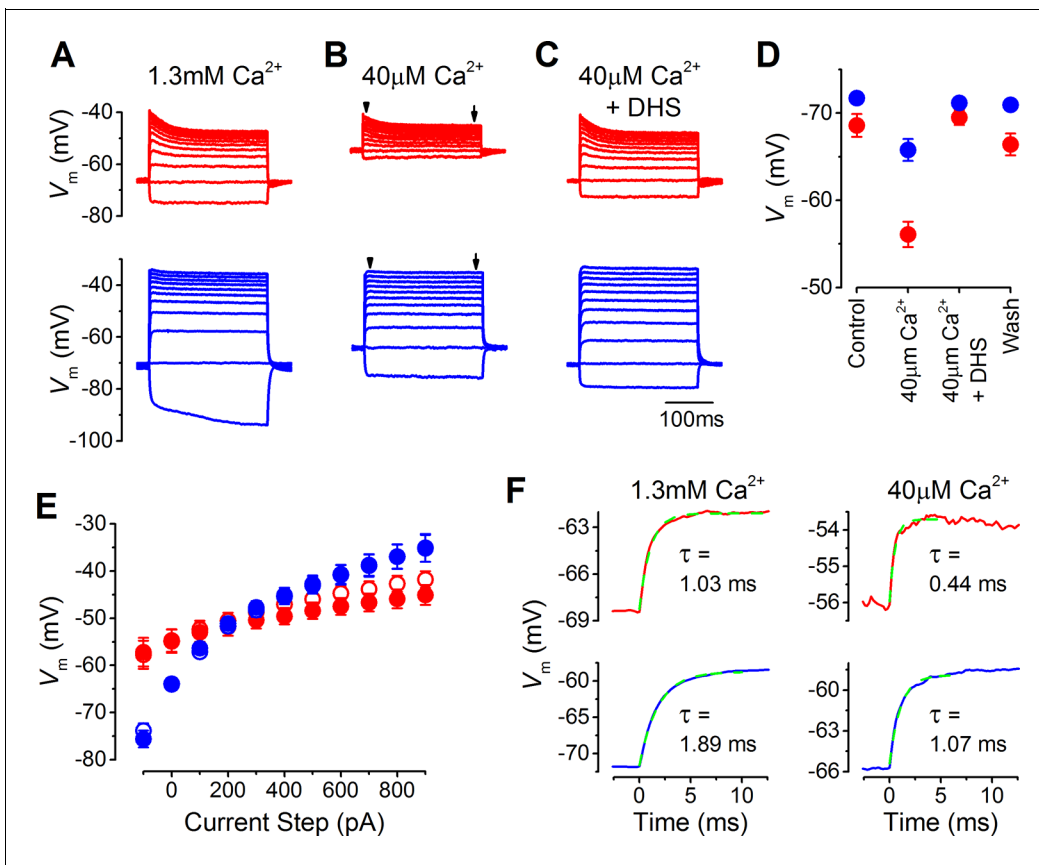 A
1.3mM Ca²⁺
B
40μM Ca²⁺
C
40μM Ca²⁺
+ DHS
D
-40
-60
-80
Vm (mV)
-40
-60
-80
-100
Vm (mV)
100ms
-70
-60
-50
Vm (mV)
Control
40μm Ca²⁺
40μm Ca²⁺
+ DHS
Wash
E
-30
-40
-50
-60
-70
-80
Vm (mV)
0 200 400 600 800
Current Step (pA)
F
1.3mM Ca²⁺
40μM Ca²⁺
-63
-66
-69
τ =
1.03 ms
-54
-55
-56
τ =
0.44 ms
Vm (mV)
-60
-65
-70
τ =
1.89 ms
0 5 10
Time (ms)
-60
-63
-66
τ =
1.07 ms
0 5 10
Time (ms)